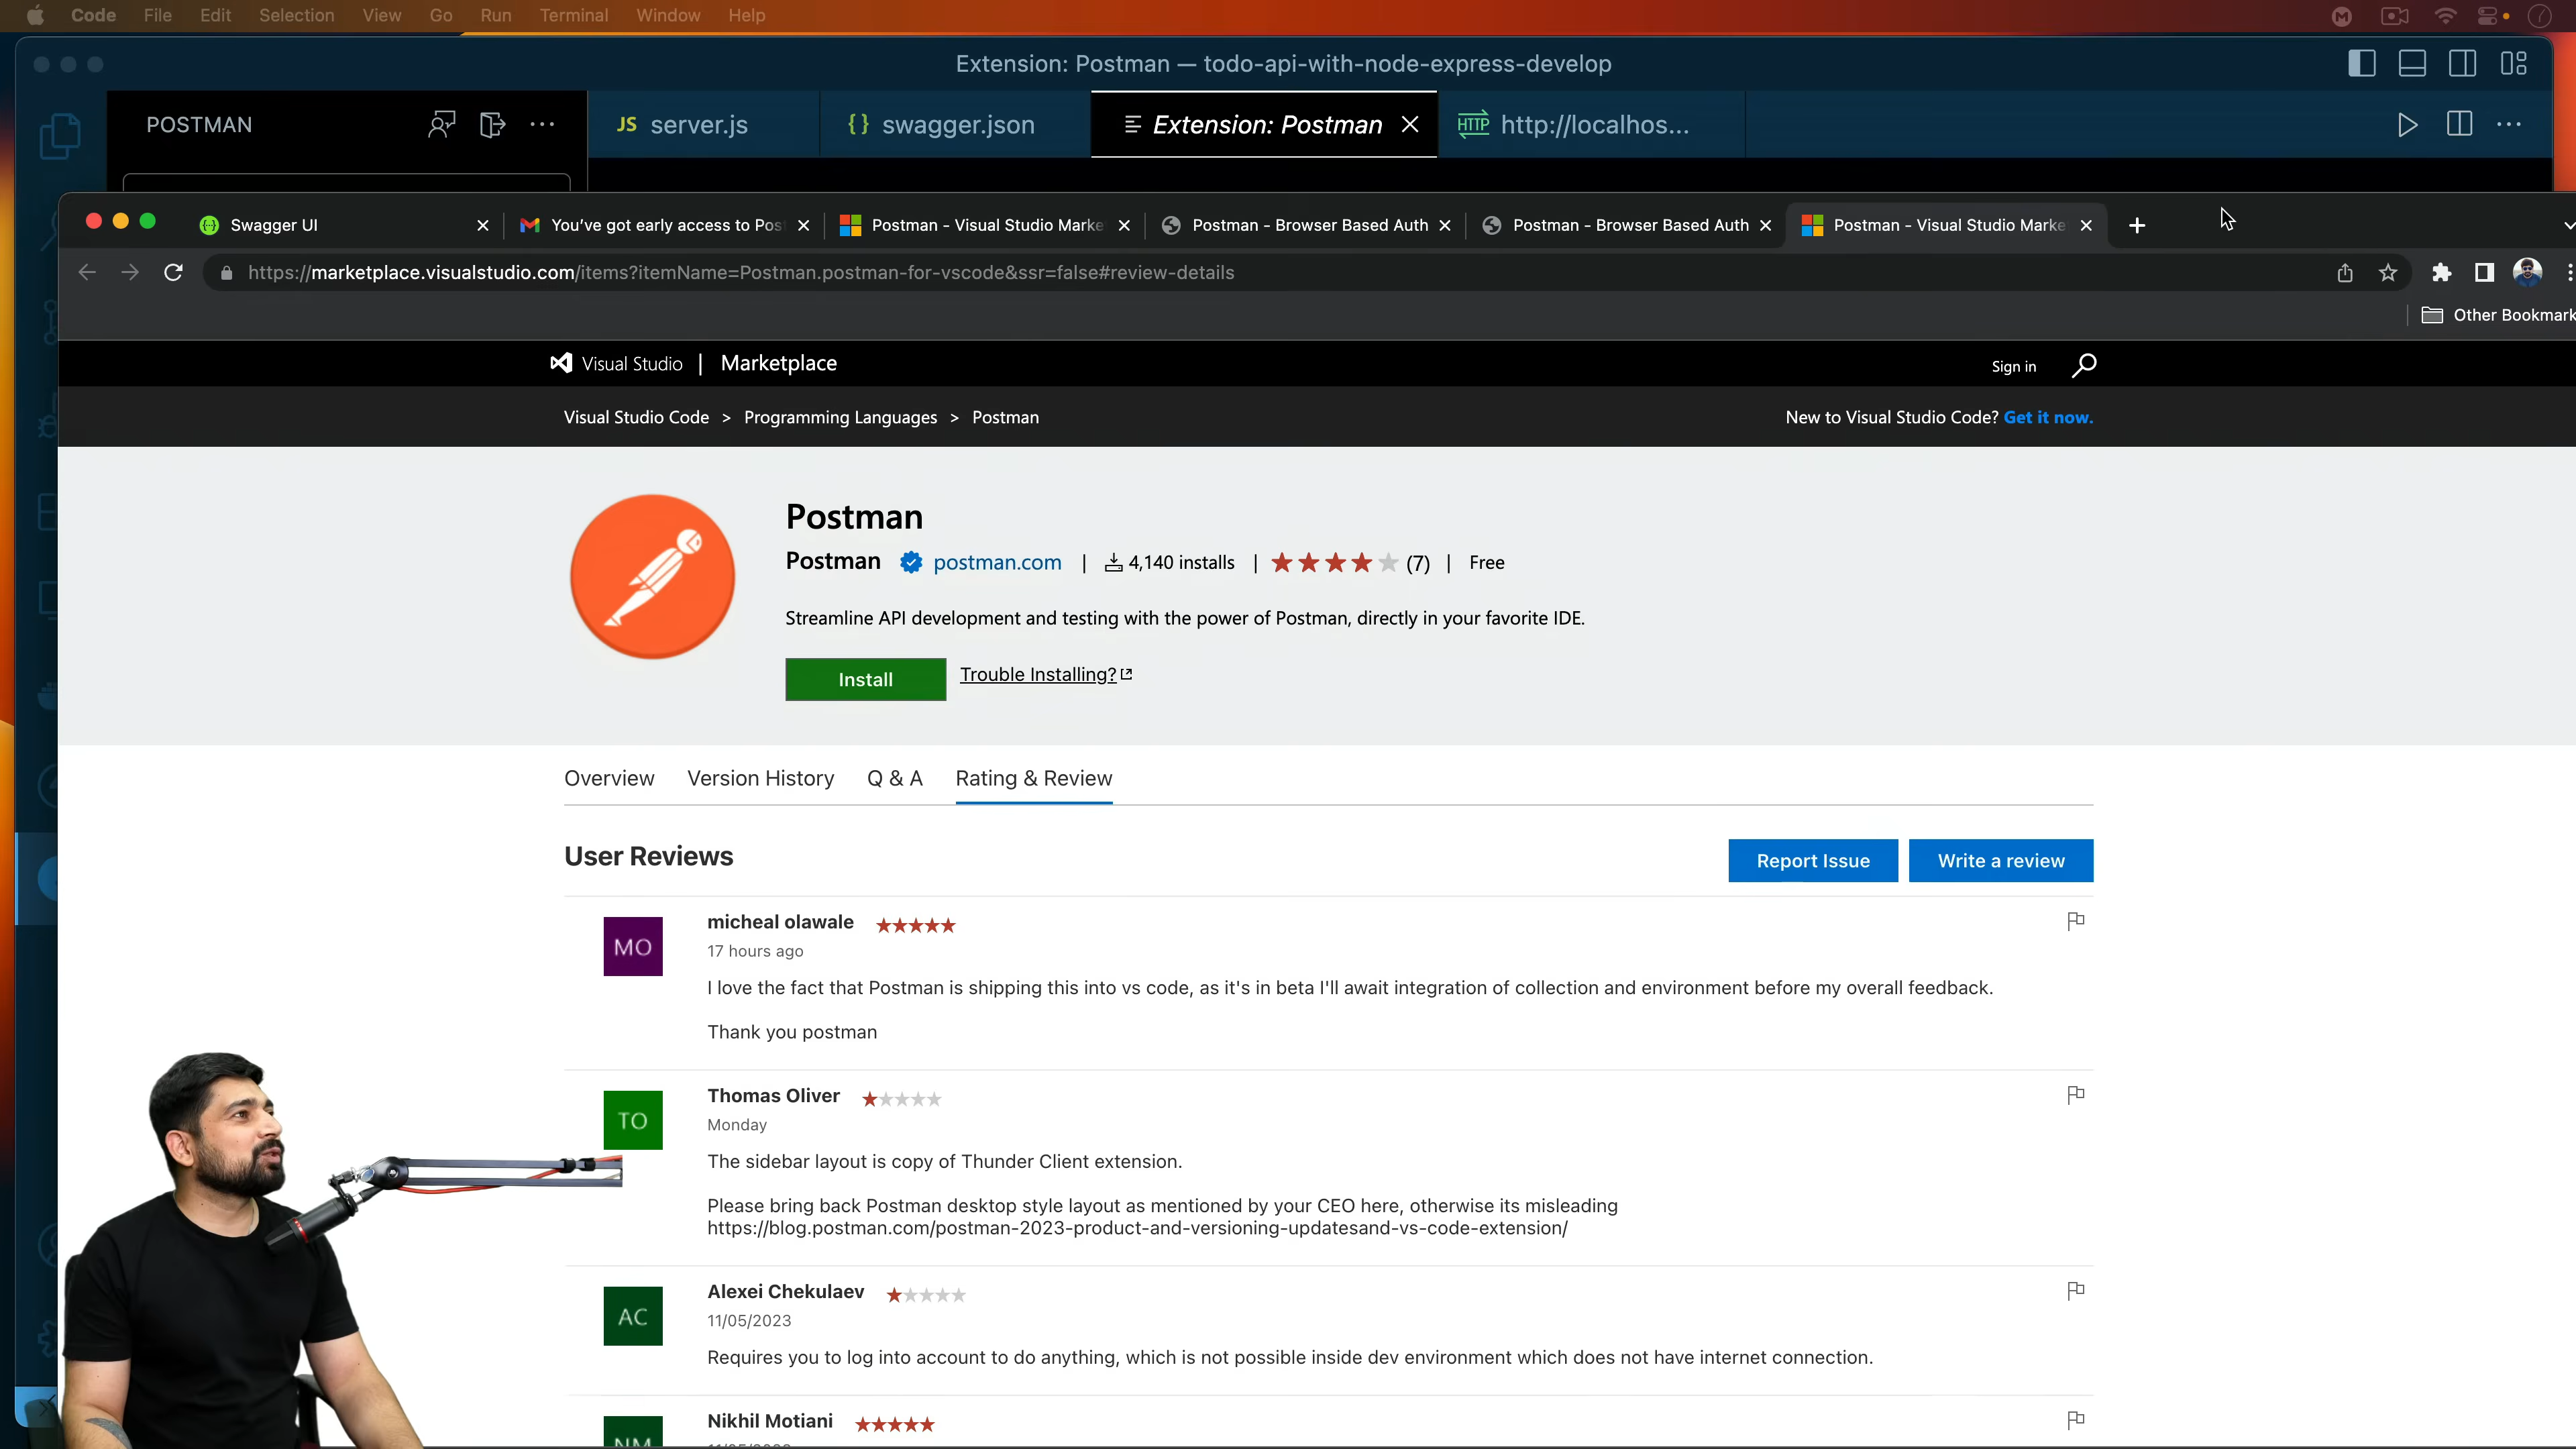 Code File Edit Selection View Go Run Terminal Window Help
Extension: Postman — todo-api-with-node-express-develop
POSTMAN
JS server.js
{} swagger.json
Extension: Postman
HTTP http://localhos...
Swagger UI
You've got early access to Pos
Postman - Visual Studio Marke
Postman - Browser Based Auth
Postman - Browser Based Auth
Postman - Visual Studio Marke
https://marketplace.visualstudio.com/items?itemName=Postman.postman-for-vscode&ssr=false#review-details
Other Bookmark
Visual Studio | Marketplace
Sign in
Visual Studio Code > Programming Languages > Postman
New to Visual Studio Code? Get it now.
Postman
Postman postman.com | 4,140 installs | (7) | Free
Streamline API development and testing with the power of Postman, directly in your favorite IDE.
Install
Trouble Installing?
Overview Version History Q & A Rating & Review
User Reviews
Report Issue
Write a review
MO
micheal olawale
17 hours ago
I love the fact that Postman is shipping this into vs code, as it's in beta I'll await integration of collection and environment before my overall feedback.
Thank you postman
TO
Thomas Oliver
Monday
The sidebar layout is copy of Thunder Client extension.
Please bring back Postman desktop style layout as mentioned by your CEO here, otherwise its misleading
https://blog.postman.com/postman-2023-product-and-versioning-updatesand-vs-code-extension/
AC
Alexei Chekulaev
11/05/2023
Requires you to log into account to do anything, which is not possible inside dev environment which does not have internet connection.
NM
Nikhil Motiani